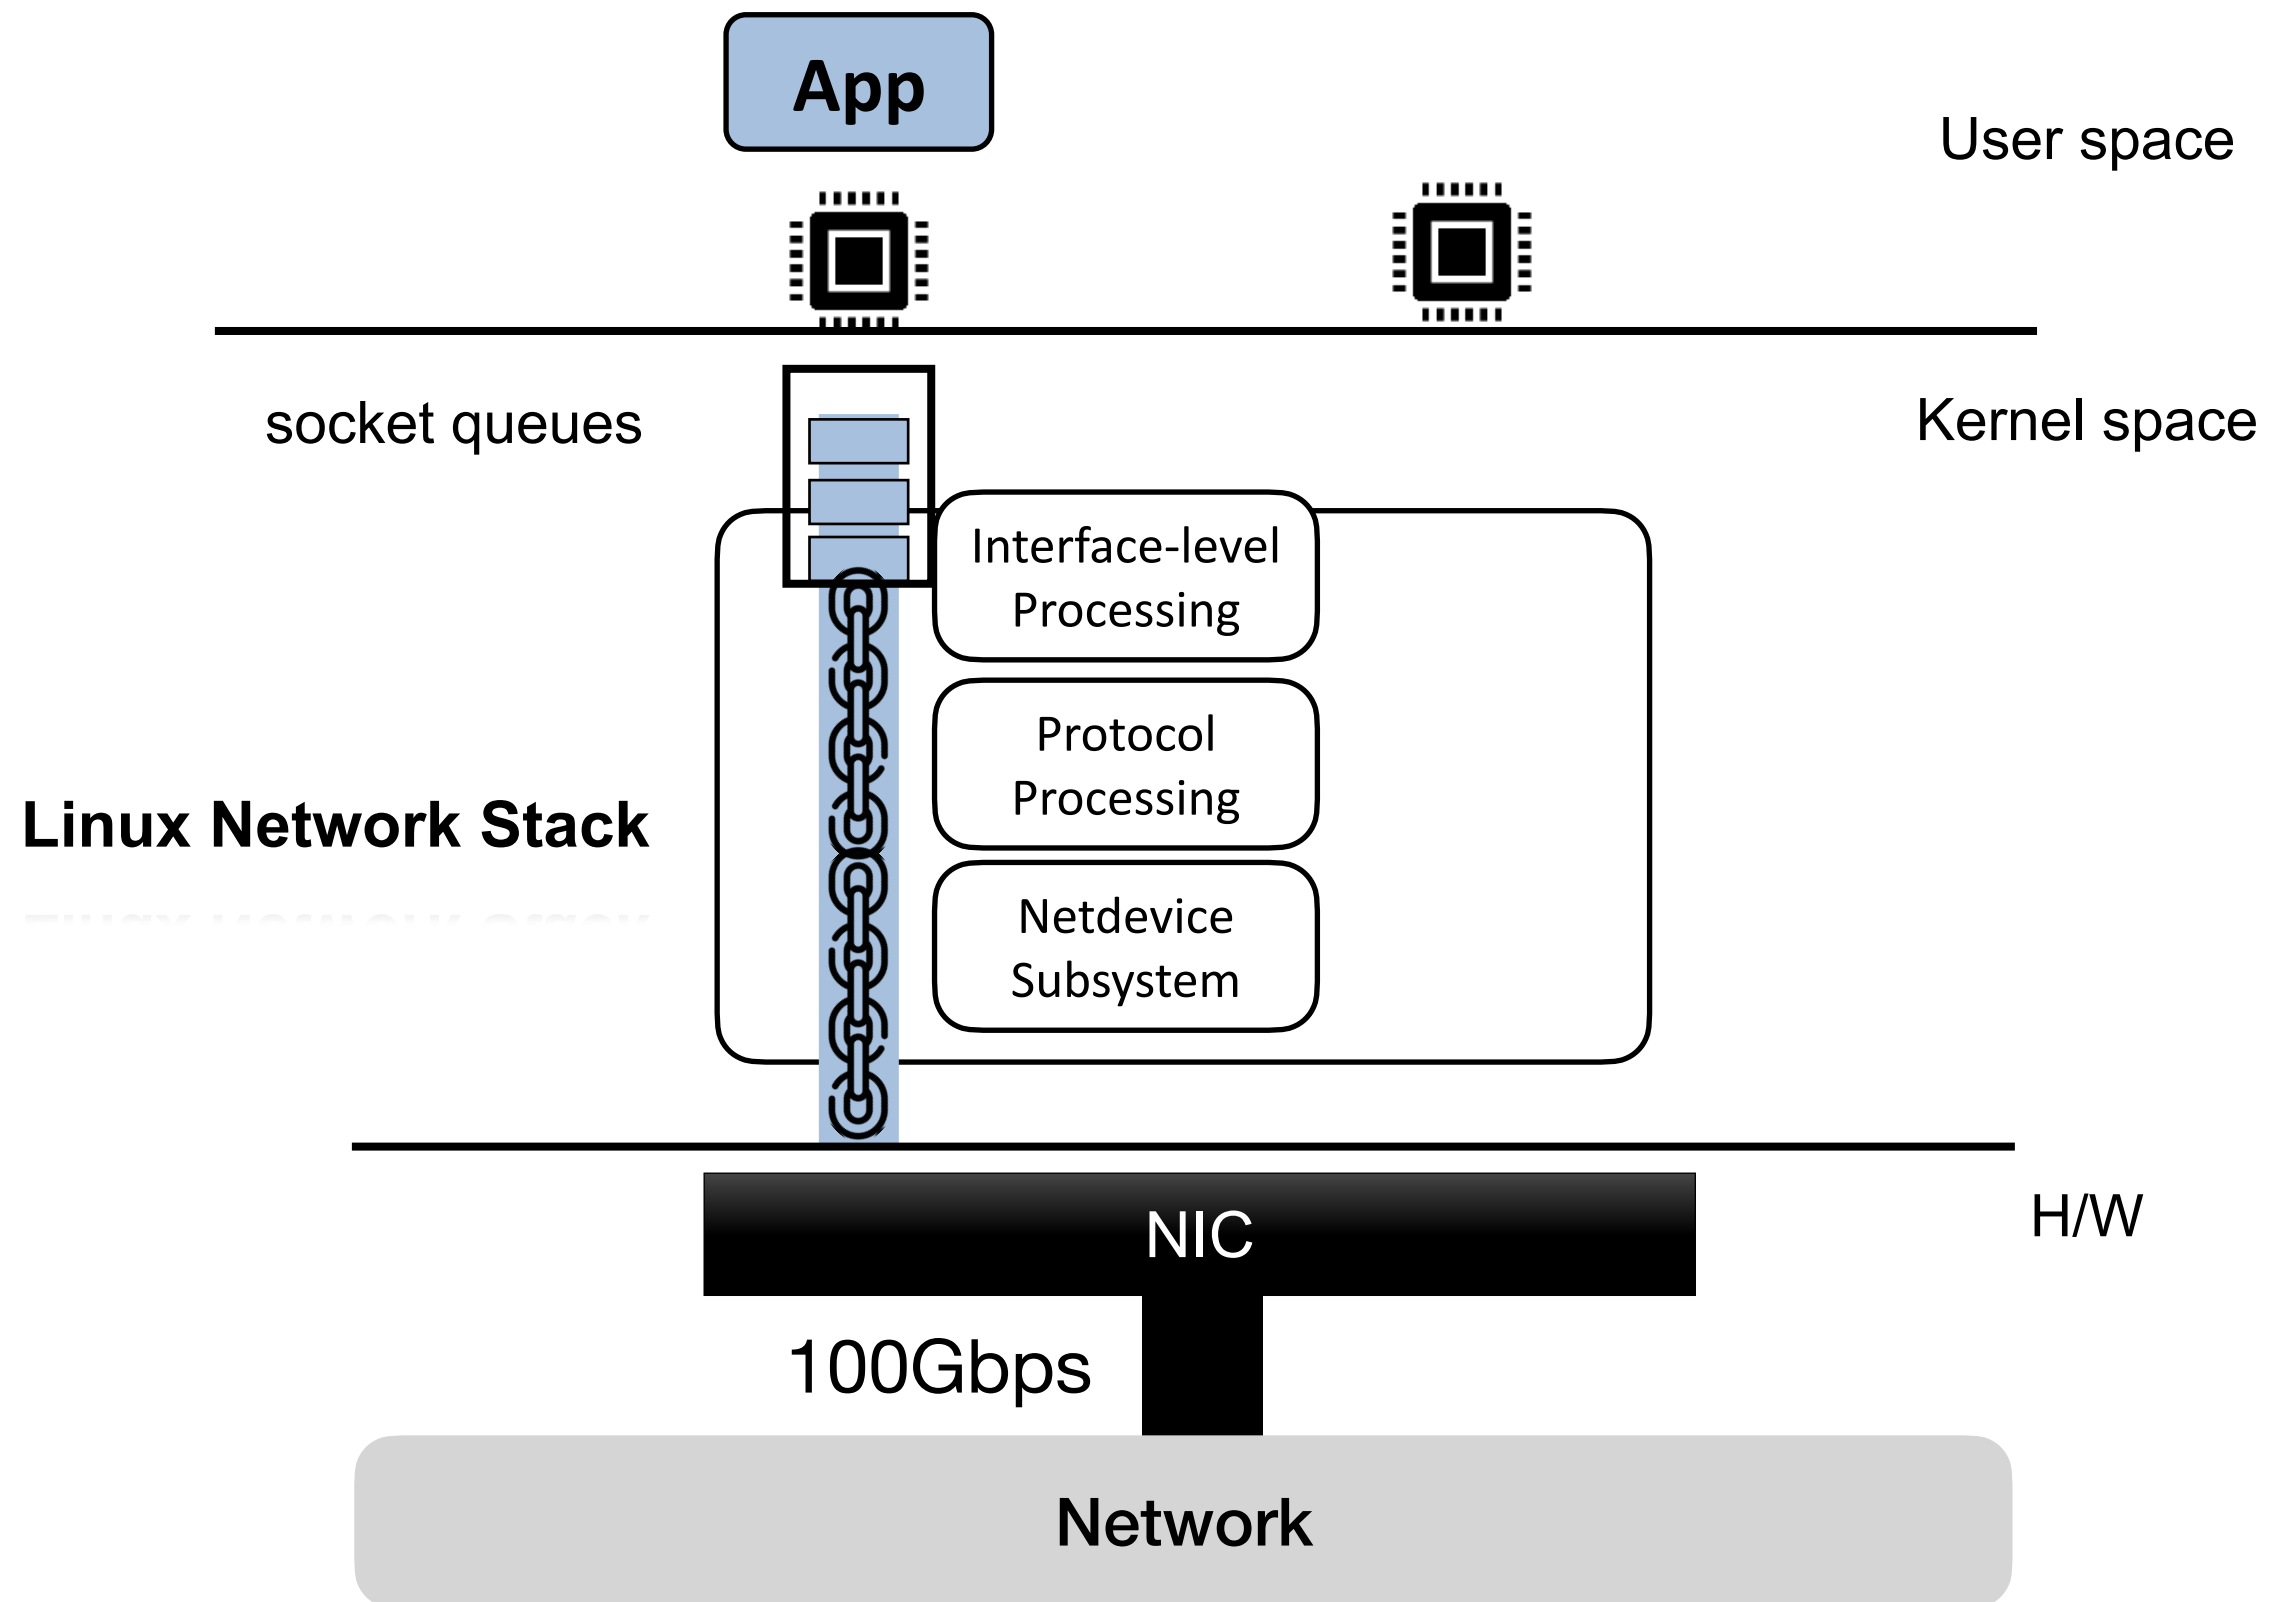 App
User space
socket queues
Kernel space
Interface-level
Processing
Protocol
Processing
Linux Network Stack
Netdevice
Subsystem
NIC
H/W
100Gbps
Network